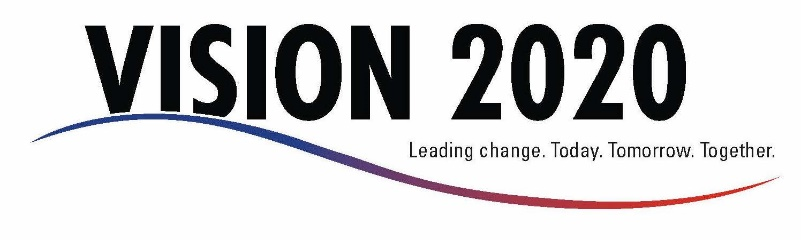 VISION 2020
Leading change. Today. Tomorrow. Together.